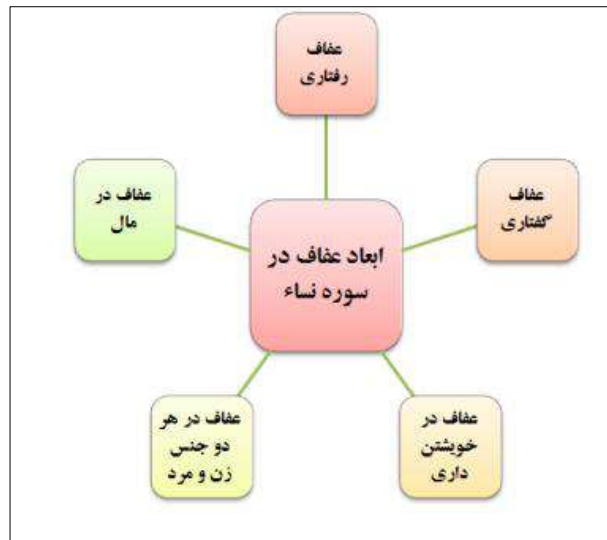 عفاف
رفتاری
عفاف
گفتاری
عفاف در
مال
ابعاد عفاف در
سوره نساء
عفاف در
خویشتن
داری
عفاف در هر
دو جنس
زن و مرد